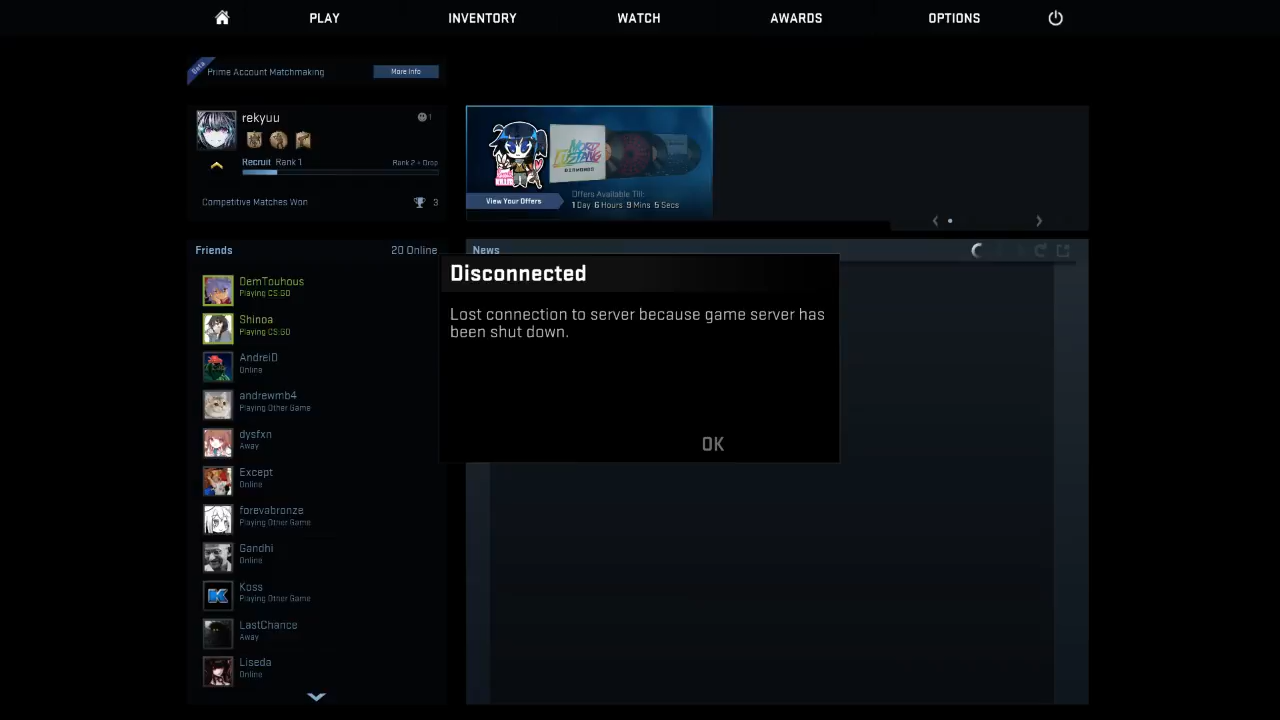 PLAY
INVENTORY
WATCH
AWARDS
OPTIONS
Beta
Prime Account Matchmaking
More Info
rekyuu
1
Recruit Rank 1
Rank 2 + Drop
Competitive Matches Won
3
View Your Offers
Offers Available Till:
1 Day 6 Hours 9 Mins 5 Secs
Friends
20 Online
News
Disconnected
Lost connection to server because game server has
been shut down.
OK
DemTouhous
Playing CS:GO
Shinoa
Playing CS:GO
AndreiD
Online
andrewmb4
Playing Other Game
dysfxn
Away
Except
Online
forevabronze
Playing Other Game
Gandhi
Online
Koss
Playing Other Game
LastChance
Away
Liseda
Online